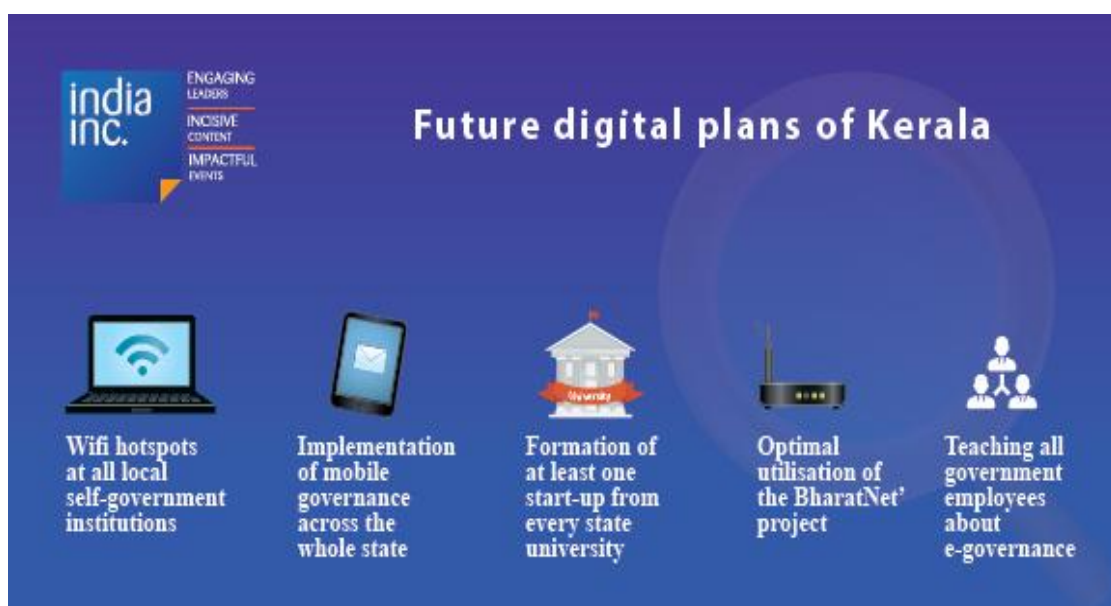 india
inc.
ENGAGING
LEADERS
INCISIVE
CONTENT
IMPACTFUL
EVENTS
Future digital plans of Kerala
Wifi hotspots
at all local
self-government
institutions
Implementation
of mobile
governance
across the
whole state
University
Formation of
at least one
start-up from
every state
university
Optimal
utilisation of
the BharatNet’
project
Teaching all
government
employees
about
e-governance